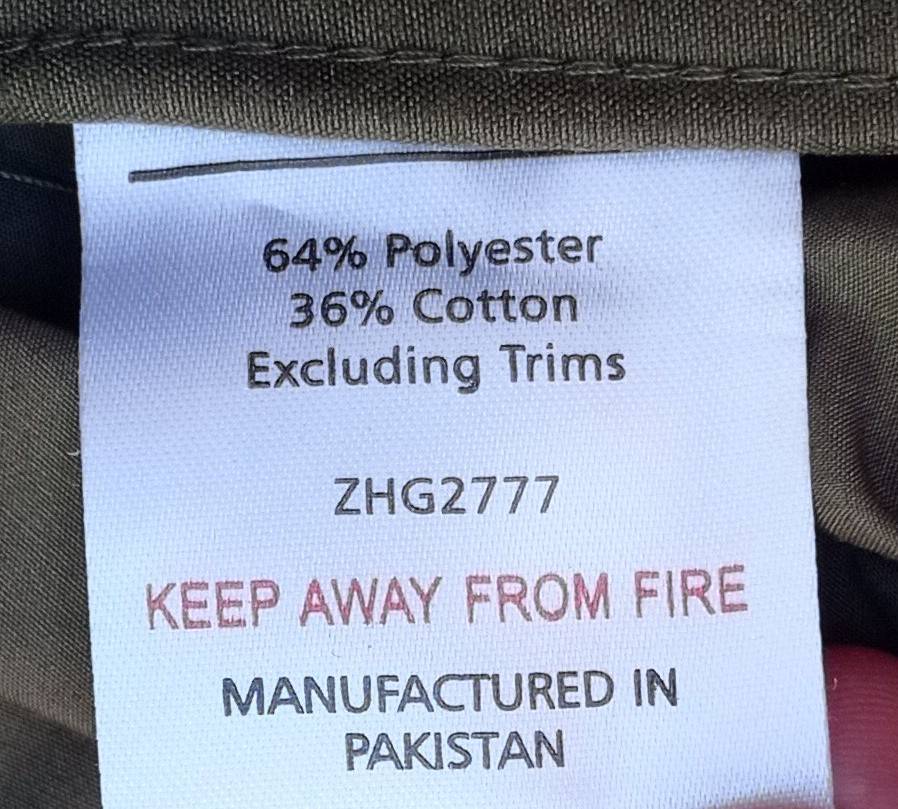 64% Polyester
36% Cotton
Excluding Trims
ZHG2777
KEEP AWAY FROM FIRE
MANUFACTURED IN
PAKISTAN